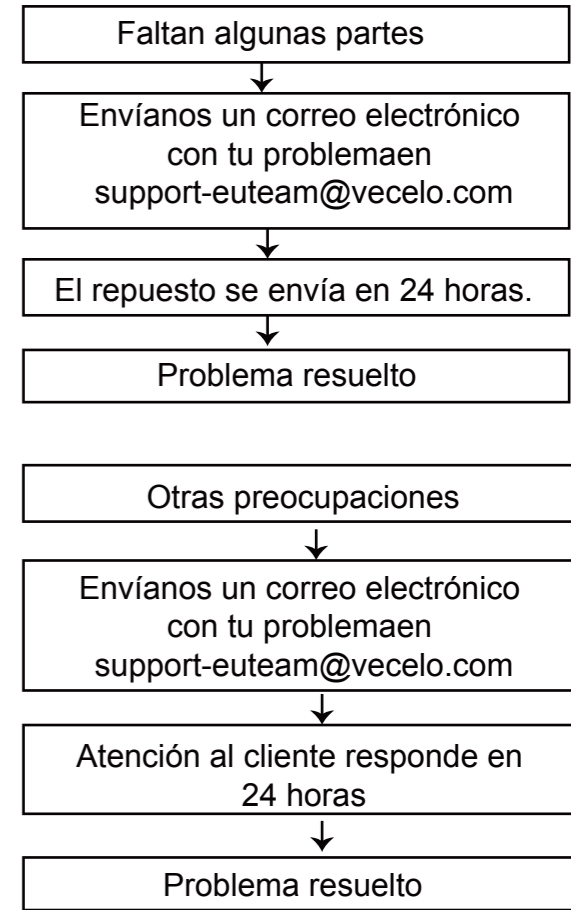 Faltan algunas partes
Envíanos un correo electrónico
con tu problemaen
support-euteam@vecelo.com
El repuesto se envía en 24 horas.
Problema resuelto
Otras preocupaciones
Envíanos un correo electrónico
con tu problemaen
support-euteam@vecelo.com
Atención al cliente responde en
24 horas
Problema resuelto